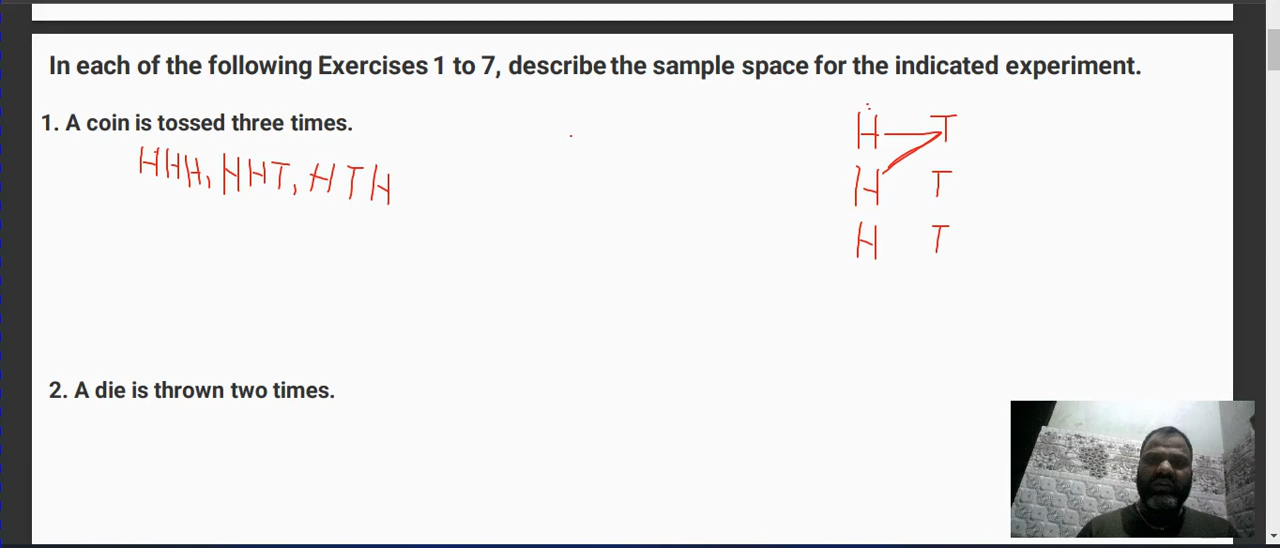 In each of the following Exercises 1 to 7, describe the sample space for the indicated experiment.
1. A coin is tossed three times.
HHH, HHT, HTH
H T
H T
H T
2. A die is thrown two times.